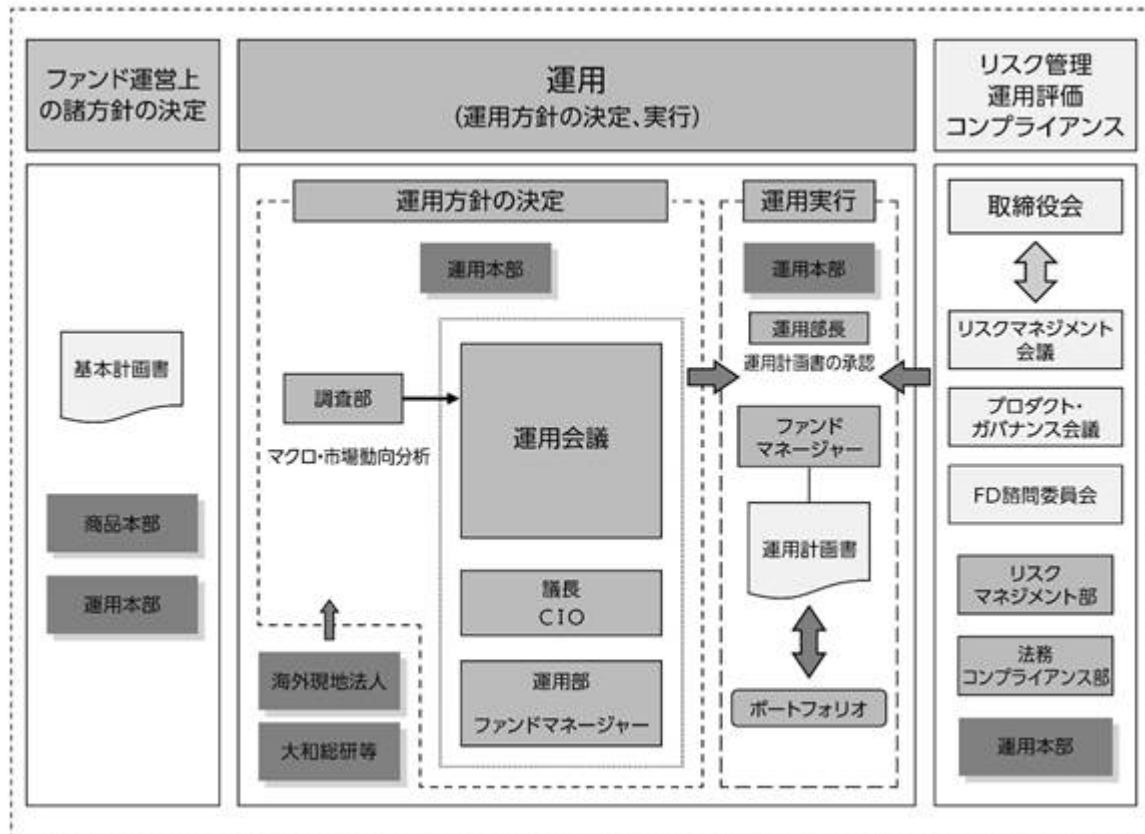 ファンド運営上
の諸方針の決定
運用
(運用方針の決定、実行)
リスク管理
運用評価
コンプライアンス
基本計画書
商品本部
運用本部
運用方針の決定
運用本部
調査部
マクロ・市場動向分析
運用会議
議長
CIO
運用部
ファンドマネージャー
海外現地法人
大和総研等
運用実行
運用本部
運用部長
運用計画書の承認
ファンド
マネージャー
運用計画書
ポートフォリオ
取締役会
リスクマネジメント
会議
プロダクト・
ガバナンス会議
FD諮問委員会
リスク
マネジメント部
法務
コンプライアンス部
運用本部